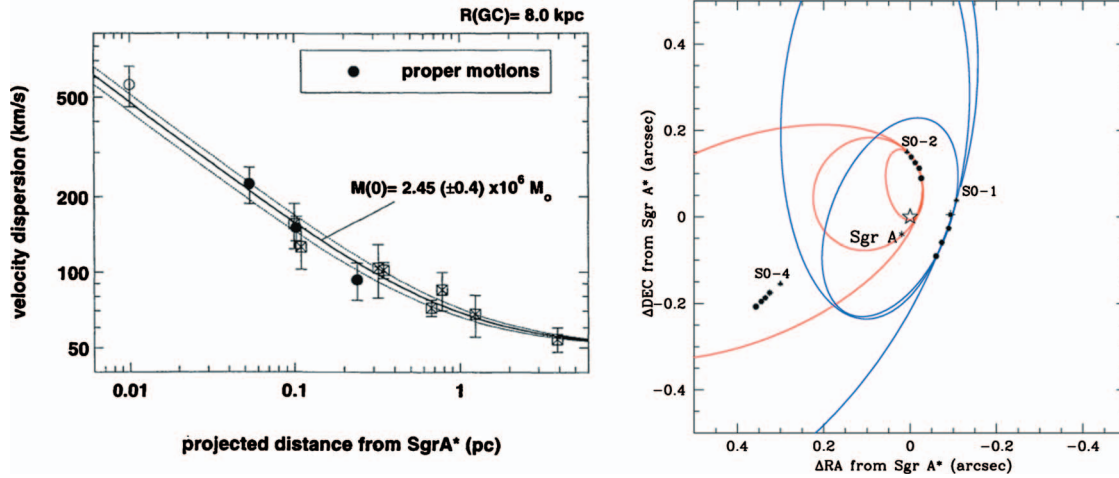 R(GC)= 8.0 kpc
proper motions
M(0) = 2.45 (±0.4) x10⁶ M₀
velocity dispersion (km/s)
500
200
100
50
0.01
0.1
1
projected distance from SgrA* (pc)
0.4
0.2
0
−0.2
−0.4
ΔDEC from Sgr A* (arcsec)
S0-2
S0-1
Sgr A*
S0-4
0.4
0.2
0
−0.2
−0.4
ΔRA from Sgr A* (arcsec)